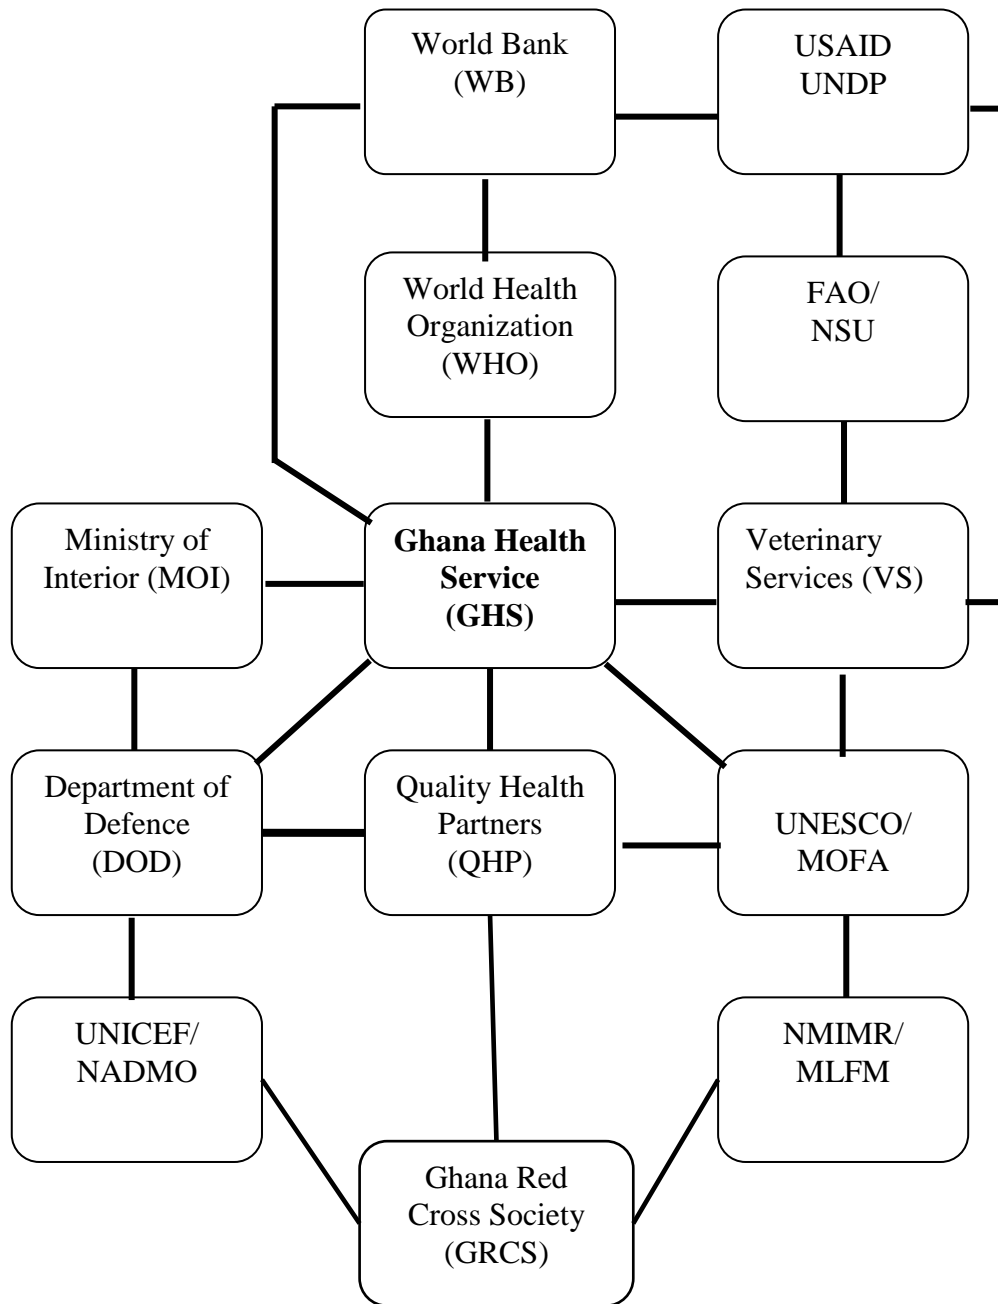 World Bank
(WB)
USAID
UNDP
World Health
Organization
(WHO)
FAO/
NSU
Ministry of
Interior (MOI)
Ghana Health
Service
(GHS)
Veterinary
Services (VS)
Department of
Defence
(DOD)
Quality Health
Partners
(QHP)
UNESCO/
MOFA
UNICEF/
NADMO
NMIMR/
MLFM
Ghana Red
Cross Society
(GRCS)